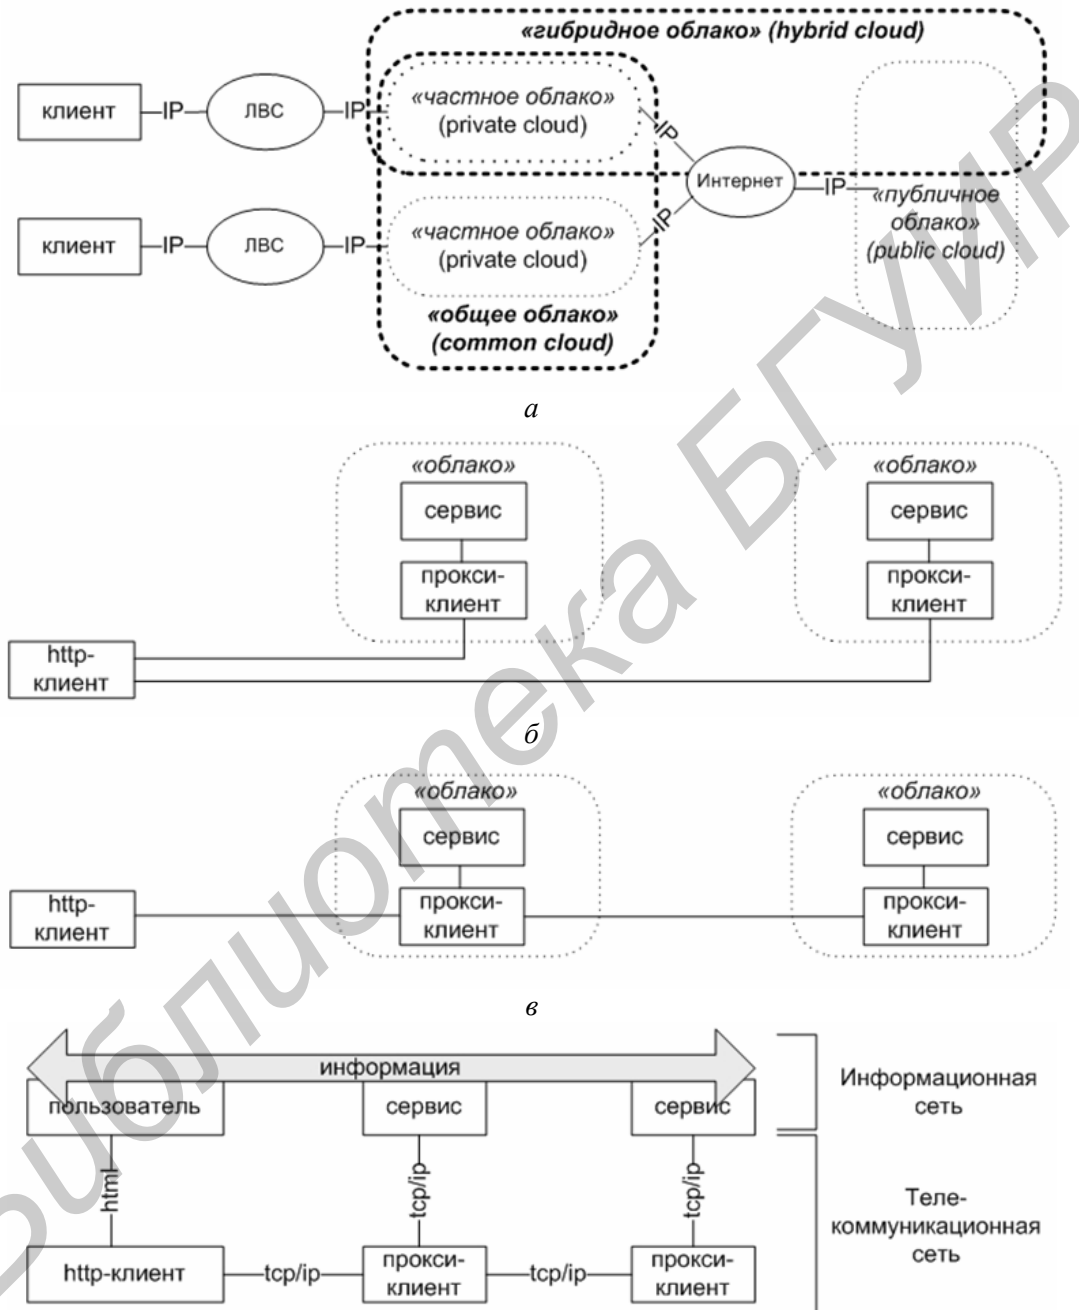 «гибридное облако» (hybrid cloud)
клиент
IP
ЛВС
IP
«частное облако»
(private cloud)
IP
Интернет
IP
«публичное
облако»
(public cloud)
клиент
IP
ЛВС
IP
«частное облако»
(private cloud)
IP
«общее облако»
(common cloud)
а
«облако»
сервис
прокси-
клиент
«облако»
сервис
прокси-
клиент
http-
клиент
б
«облако»
сервис
прокси-
клиент
«облако»
сервис
прокси-
клиент
http-
клиент
в
информация
пользователь
сервис
сервис
Информационная
сеть
html
tcp/ip
tcp/ip
Теле-
коммуникационная
сеть
http-клиент
tcp/ip
прокси-
клиент
tcp/ip
прокси-
клиент
Библиотека БГУИР